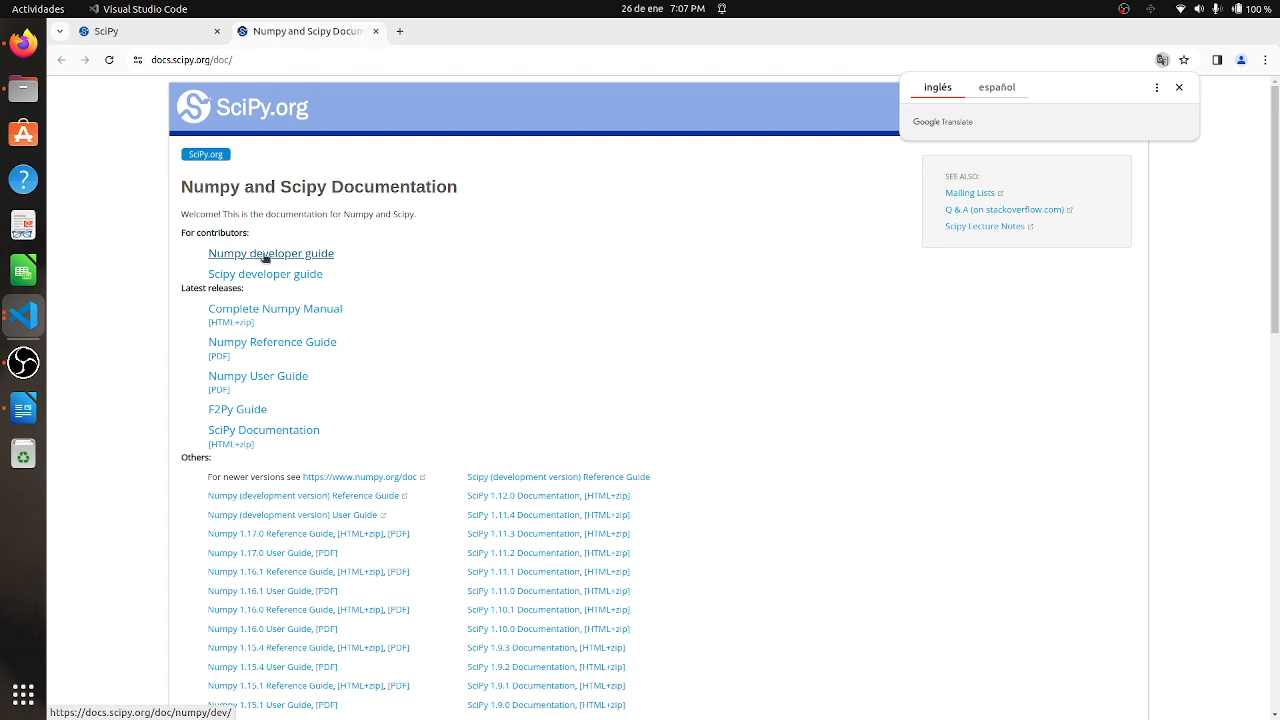 Actividades
Visual Studio Code
26 de ene 7:07 PM
100 %
SciPy
Numpy and Scipy Docum
docs.scipy.org/doc/
inglés
español
Google Translate
SciPy.org
SciPy.org
Numpy and Scipy Documentation
Welcome! This is the documentation for Numpy and Scipy.
For contributors:
Numpy developer guide
Scipy developer guide
Latest releases:
Complete Numpy Manual
[HTML+zip]
Numpy Reference Guide
[PDF]
Numpy User Guide
[PDF]
F2Py Guide
SciPy Documentation
[HTML+zip]
Others:
For newer versions see https://www.numpy.org/doc
Numpy (development version) Reference Guide
Numpy (development version) User Guide
Numpy 1.17.0 Reference Guide, [HTML+zip], [PDF]
Numpy 1.17.0 User Guide, [PDF]
Numpy 1.16.1 Reference Guide, [HTML+zip], [PDF]
Numpy 1.16.1 User Guide, [PDF]
Numpy 1.16.0 Reference Guide, [HTML+zip], [PDF]
Numpy 1.16.0 User Guide, [PDF]
Numpy 1.15.4 Reference Guide, [HTML+zip], [PDF]
Numpy 1.15.4 User Guide, [PDF]
Numpy 1.15.1 Reference Guide, [HTML+zip], [PDF]
Numpy 1.15.1 User Guide, [PDF]
Scipy (development version) Reference Guide
SciPy 1.12.0 Documentation, [HTML+zip]
SciPy 1.11.4 Documentation, [HTML+zip]
SciPy 1.11.3 Documentation, [HTML+zip]
SciPy 1.11.2 Documentation, [HTML+zip]
SciPy 1.11.1 Documentation, [HTML+zip]
SciPy 1.11.0 Documentation, [HTML+zip]
SciPy 1.10.1 Documentation, [HTML+zip]
SciPy 1.10.0 Documentation, [HTML+zip]
SciPy 1.9.3 Documentation, [HTML+zip]
SciPy 1.9.2 Documentation, [HTML+zip]
SciPy 1.9.1 Documentation, [HTML+zip]
SciPy 1.9.0 Documentation, [HTML+zip]
SEE ALSO:
Mailing Lists
Q & A (on stackoverflow.com)
Scipy Lecture Notes
https://docs.scipy.org/doc/numpy/dev/